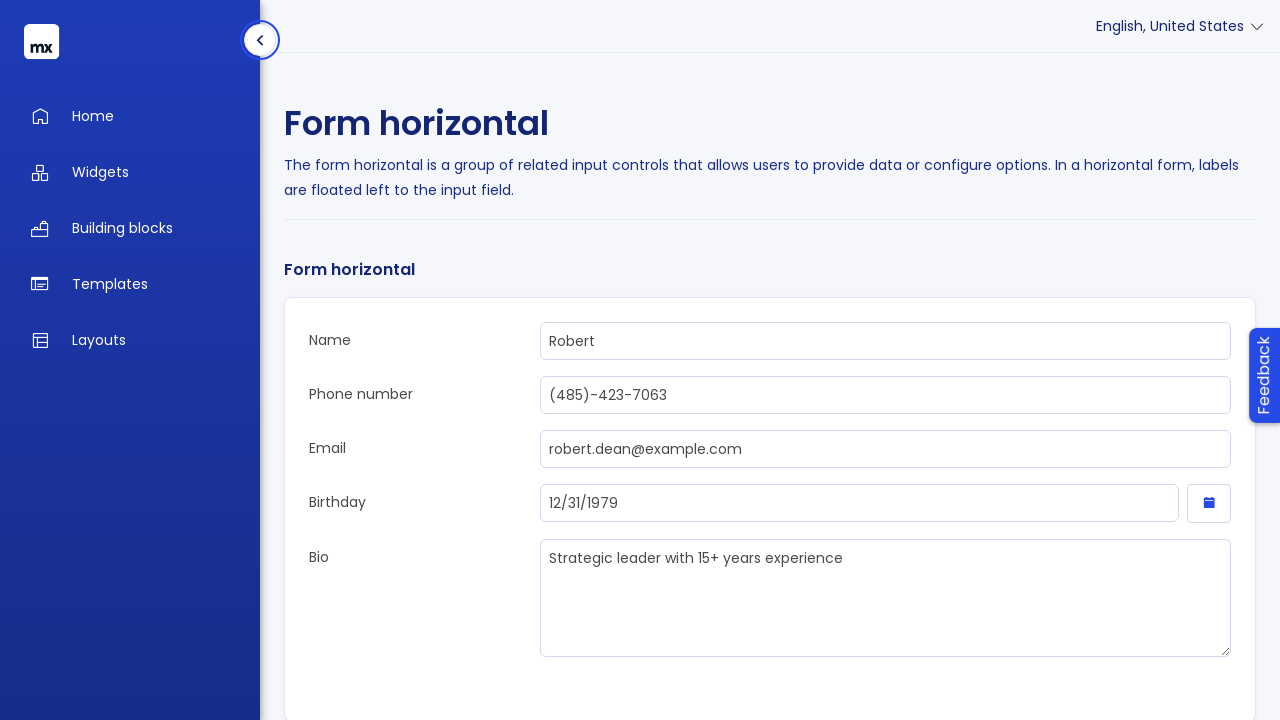 mx
English, United States
Home
Widgets
Building blocks
Templates
Layouts
Form horizontal
The form horizontal is a group of related input controls that allows users to provide data or configure options. In a horizontal form, labels
are floated left to the input field.
Form horizontal
Name
Robert
Phone number
(485)-423-7063
Email
robert.dean@example.com
Birthday
12/31/1979
Bio
Strategic leader with 15+ years experience
Feedback